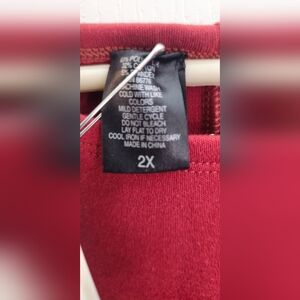 MACHINE WASH
COLD WITH LIKE
COLORS
MILD DETERGENT
GENTLE CYCLE
DO NOT BLEACH
LAY FLAT TO DRY
COOL IRON IF NECESSARY
MADE IN CHINA
2X